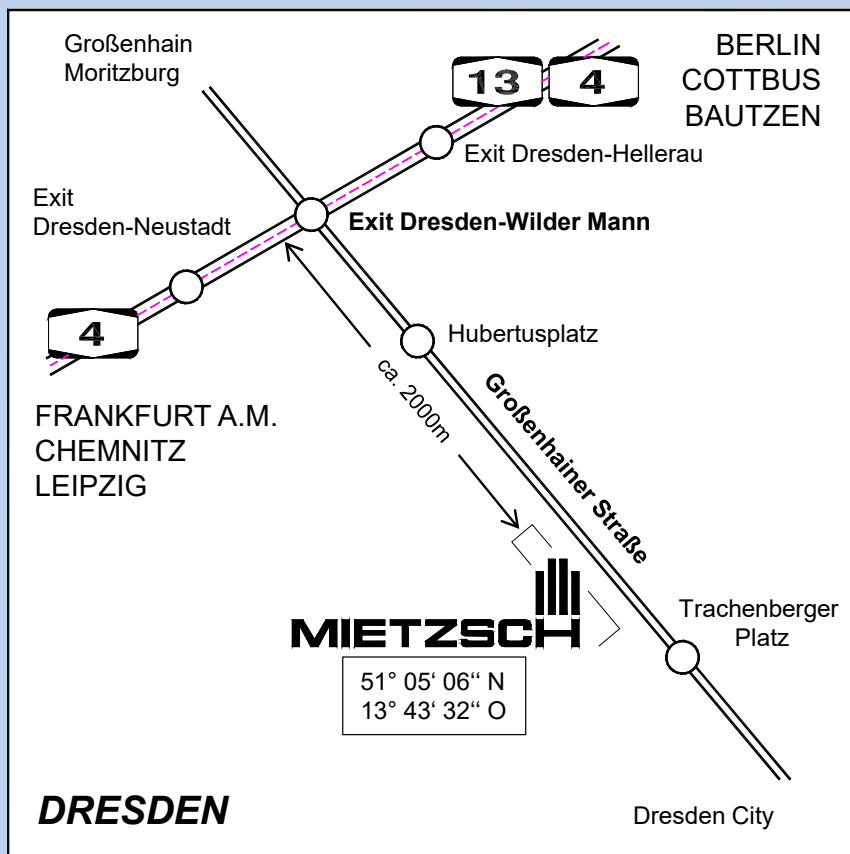 Großenhain
Moritzburg
BERLIN
COTTBUS
BAUTZEN
13
4
Exit Dresden-Hellerau
Exit
Dresden-Neustadt
Exit Dresden-Wilder Mann
4
Hubertusplatz
ca. 2000m
Großenhainer Straße
FRANKFURT A.M.
CHEMNITZ
LEIPZIG
MIETZSCH
Trachenberger
Platz
51° 05‘ 06‘‘ N
13° 43‘ 32‘‘ O
DRESDEN
Dresden City